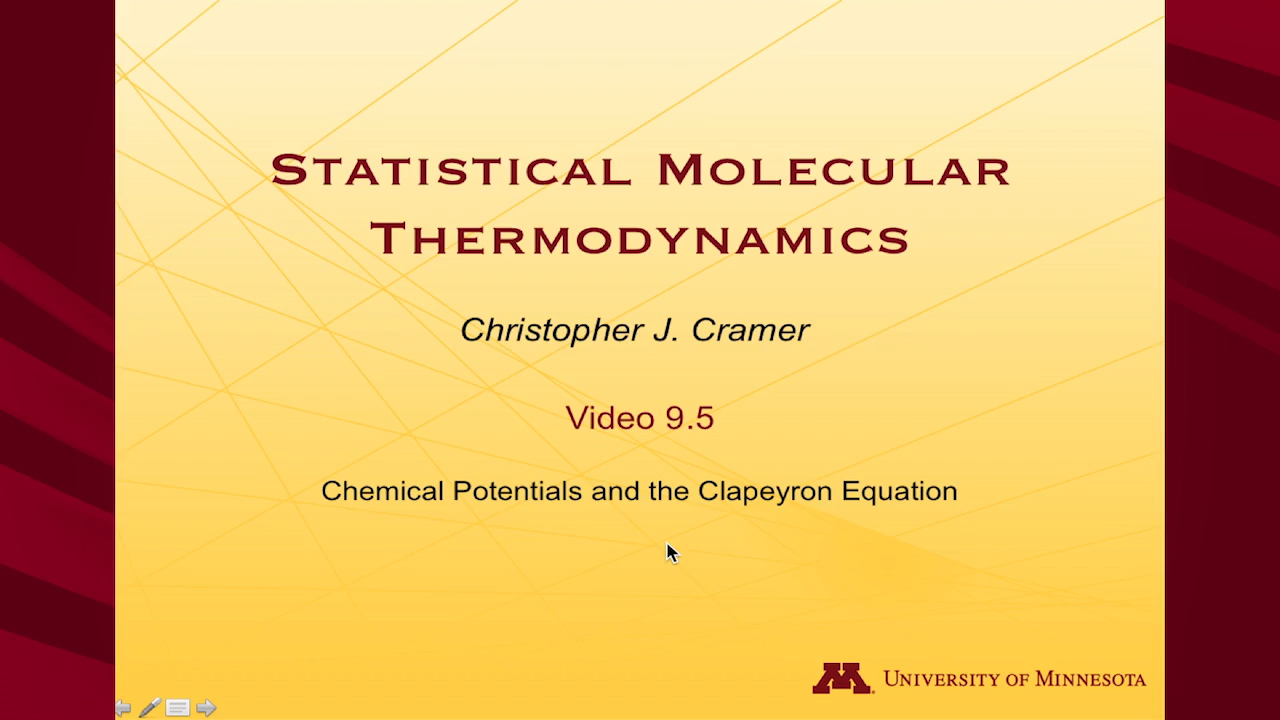 Statistical Molecular
Thermodynamics
Christopher J. Cramer
Video 9.5
Chemical Potentials and the Clapeyron Equation
University of Minnesota